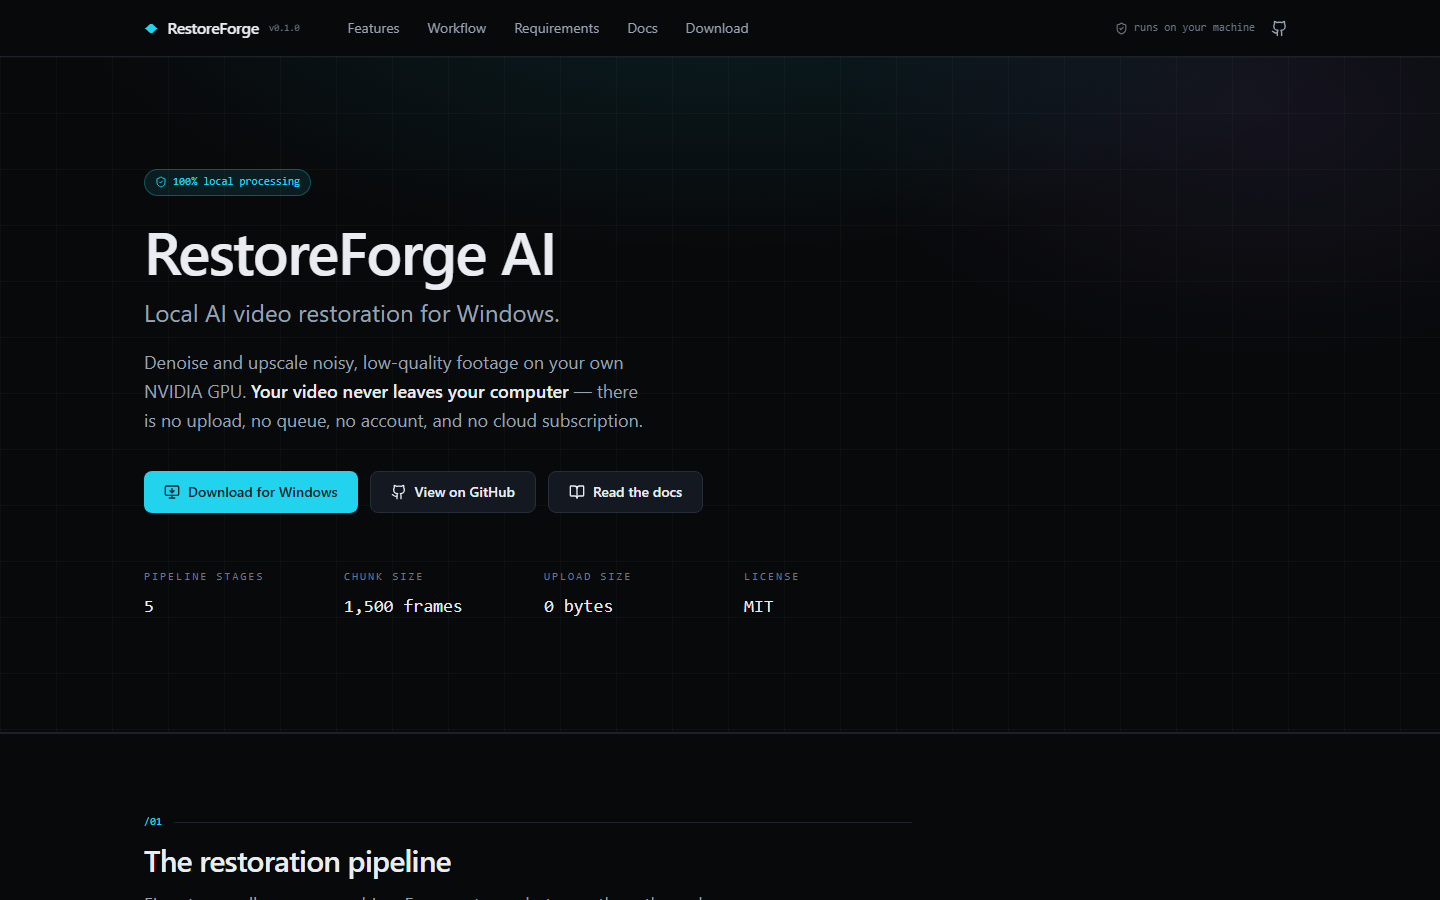 RestoreForge v0.1.0 Features Workflow Requirements Docs Download runs on your machine
100% local processing
RestoreForge AI
Local AI video restoration for Windows.
Denoise and upscale noisy, low-quality footage on your own
NVIDIA GPU. Your video never leaves your computer — there
is no upload, no queue, no account, and no cloud subscription.
Download for Windows View on GitHub Read the docs
PIPELINE STAGES CHUNK SIZE UPLOAD SIZE LICENSE
5 1,500 frames 0 bytes MIT
/01
The restoration pipeline